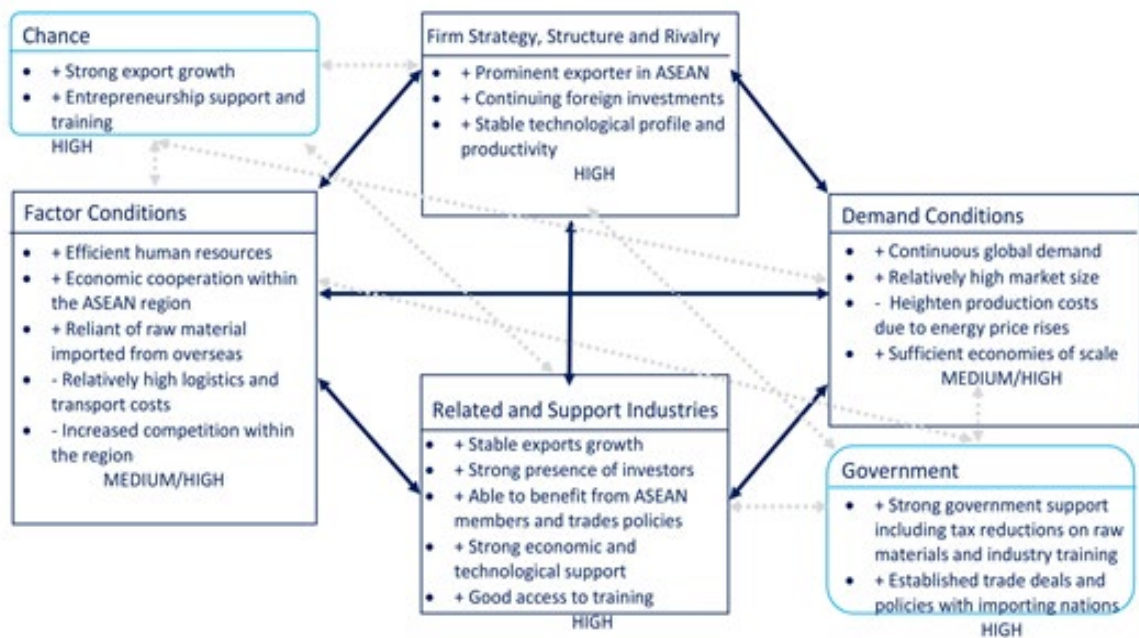 Chance
• + Strong export growth
• + Entrepreneurship support and
training
HIGH
Firm Strategy, Structure and Rivalry
• + Prominent exporter in ASEAN
• + Continuing foreign investments
• + Stable technological profile and
productivity
HIGH
Factor Conditions
• + Efficient human resources
• + Economic cooperation within
the ASEAN region
• + Reliant of raw material
imported from overseas
• - Relatively high logistics and
transport costs
• - Increased competition within
the region
MEDIUM/HIGH
Demand Conditions
• + Continuous global demand
• + Relatively high market size
• - Heighten production costs
due to energy price rises
• + Sufficient economies of scale
MEDIUM/HIGH
Related and Support Industries
• + Stable exports growth
• + Strong presence of investors
• + Able to benefit from ASEAN
members and trades policies
• + Strong economic and
technological support
• + Good access to training
HIGH
Government
• + Strong government support
including tax reductions on raw
materials and industry training
• + Established trade deals and
policies with importing nations
HIGH